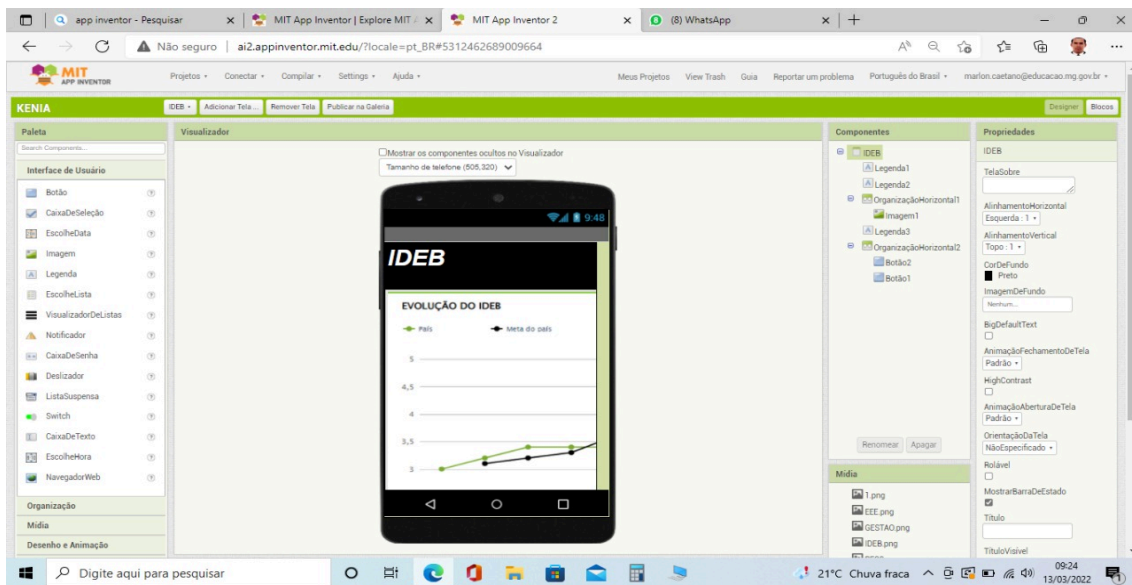 app inventor - Pesquisar
MIT App Inventor | Explore MIT A
MIT App Inventor 2
(8) WhatsApp
Não seguro | ai2.appinventor.mit.edu/?locale=pt_BR#5312462689009664
MIT
APP INVENTOR
Projetos
Conectar
Compilar
Settings
Ajuda
Meus Projetos
View Trash
Guia
Reportar um problema
Português do Brasil
marlon.caetano@educacao.mg.gov.br
KENIA
IDEB
Adicionar Tela ...
Remover Tela
Publicar na Galeria
Designer
Blocos
Paleta
Search Components...
Interface de Usuário
Botão
CaixaDeSeleção
EscolheData
Imagem
Legenda
EscolheLista
VisualizadorDeListas
Notificador
CaixaDeSenha
Deslizador
ListaSuspensa
Switch
CaixaDeTexto
EscolheHora
NavegadorWeb
Organização
Mídia
Desenho e Animação
Visualizador
Mostrar os componentes ocultos no Visualizador
Tamanho de telefone (505,320)
9:48
IDEB
EVOLUÇÃO DO IDEB
País
Meta do país
5
4,5
4
3,5
3
Componentes
IDEB
Legenda1
Legenda2
OrganizaçãoHorizontal1
Imagem1
Legenda3
OrganizaçãoHorizontal2
Botão2
Botão1
Renomear
Apagar
Mídia
1.png
EEE.png
GESTAO.png
IDEB.png
Propriedades
IDEB
TelaSobre
AlinhamentoHorizontal
Esquerda : 1
AlinhamentoVertical
Topo : 1
CorDeFundo
Preto
ImagemDeFundo
Nenhum...
BigDefaultText
AnimaçãoFechamentoDeTela
Padrão
HighContrast
AnimaçãoAberturaDeTela
Padrão
OrientaçãoDaTela
NãoEspecificado
Rolável
MostrarBarraDeEstado
Título
TítuloVisível
Digite aqui para pesquisar
21°C Chuva fraca
09:24
13/03/2022